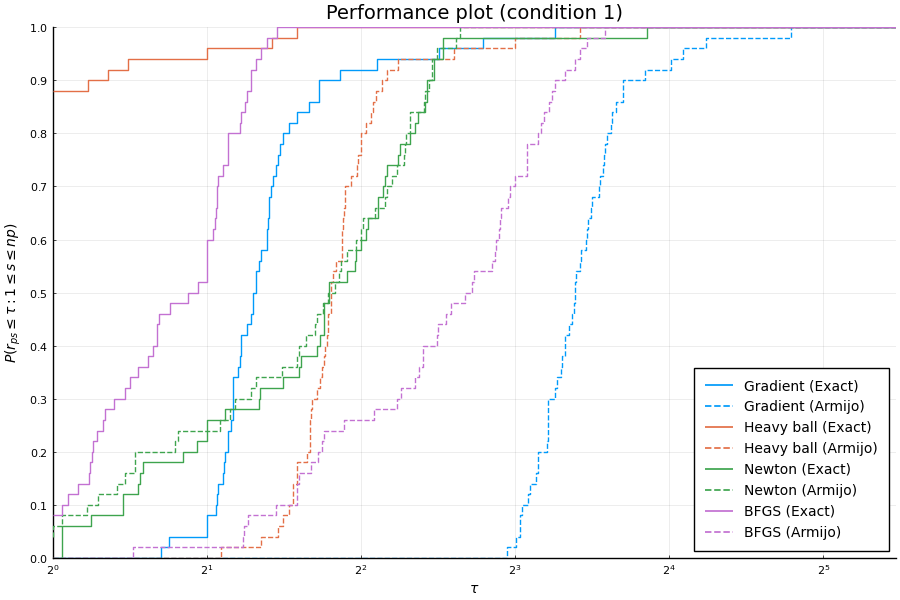 Performance plot (condition 1)
P(r_ps ≤ τ : 1 ≤ s ≤ np)
1.0
0.9
0.8
0.7
0.6
0.5
0.4
0.3
0.2
0.1
0.0
2⁰ 2¹ 2² 2³ 2⁴ 2⁵
τ
Gradient (Exact)
Gradient (Armijo)
Heavy ball (Exact)
Heavy ball (Armijo)
Newton (Exact)
Newton (Armijo)
BFGS (Exact)
BFGS (Armijo)